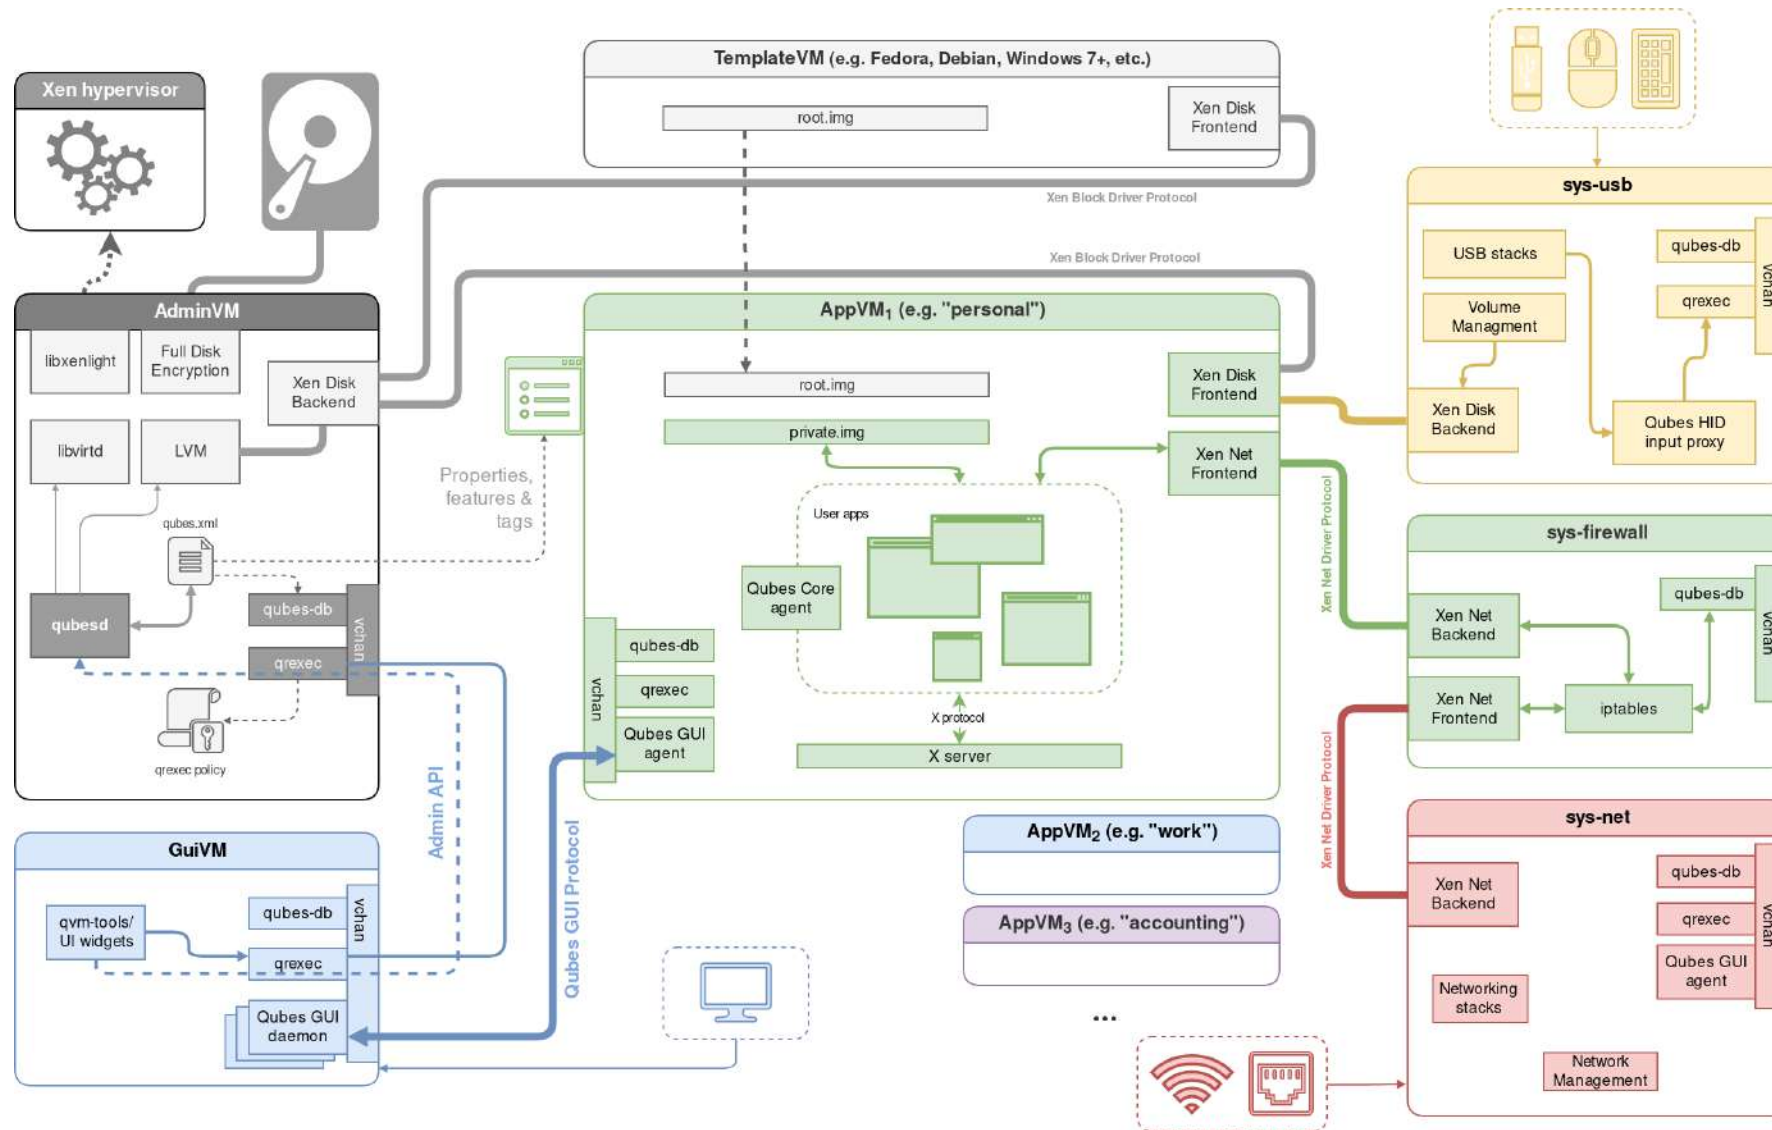 TemplateVM (e.g. Fedora, Debian, Windows 7+, etc.)
root.img
Xen Disk
Frontend
Xen hypervisor
Xen Block Driver Protocol
Xen Block Driver Protocol
AdminVM
libxenlight
Full Disk
Encryption
Xen Disk
Backend
libvirtd
LVM
qubes.xml
qubesd
qubes-db
qrexec
vchan
qrexec policy
Properties,
features &
tags
Admin API
GuiVM
qvm-tools/
UI widgets
qubes-db
qrexec
vchan
Qubes GUI
daemon
Qubes GUI Protocol
AppVM1 (e.g. "personal")
root.img
private.img
Xen Disk
Frontend
Xen Net
Frontend
User apps
Qubes Core
agent
vchan
qubes-db
qrexec
Qubes GUI
agent
X protocol
X server
AppVM2 (e.g. "work")
AppVM3 (e.g. "accounting")
...
Xen Net Driver Protocol
Xen Net Driver Protocol
sys-usb
USB stacks
Volume
Managment
qubes-db
qrexec
vchan
Xen Disk
Backend
Qubes HID
input proxy
sys-firewall
qubes-db
vchan
Xen Net
Backend
Xen Net
Frontend
iptables
sys-net
Xen Net
Backend
qubes-db
qrexec
Qubes GUI
agent
vchan
Networking
stacks
Network
Management